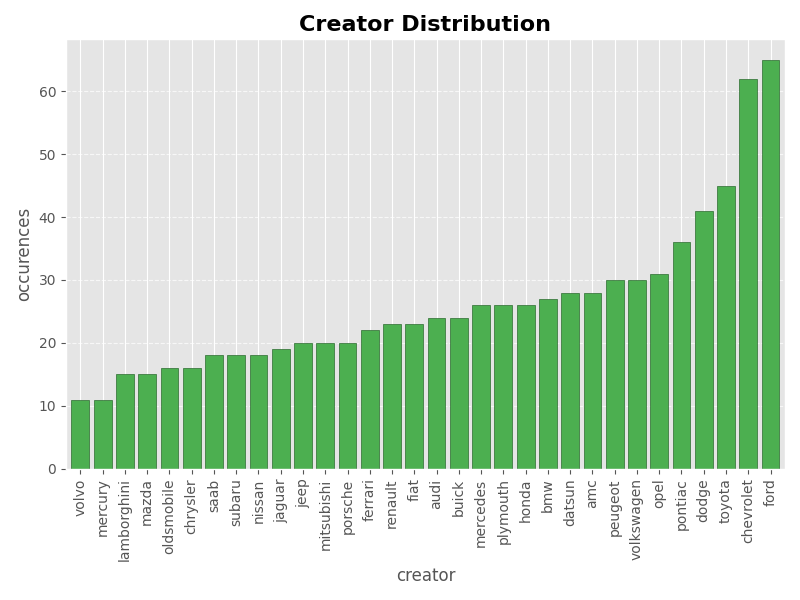 Creator Distribution
occurences
60
50
40
30
20
10
0
volvo
mercury
lamborghini
mazda
oldsmobile
chrysler
saab
subaru
nissan
jaguar
jeep
mitsubishi
porsche
ferrari
renault
fiat
audi
buick
mercedes
plymouth
honda
bmw
datsun
amc
peugeot
volkswagen
opel
pontiac
dodge
toyota
chevrolet
ford
creator